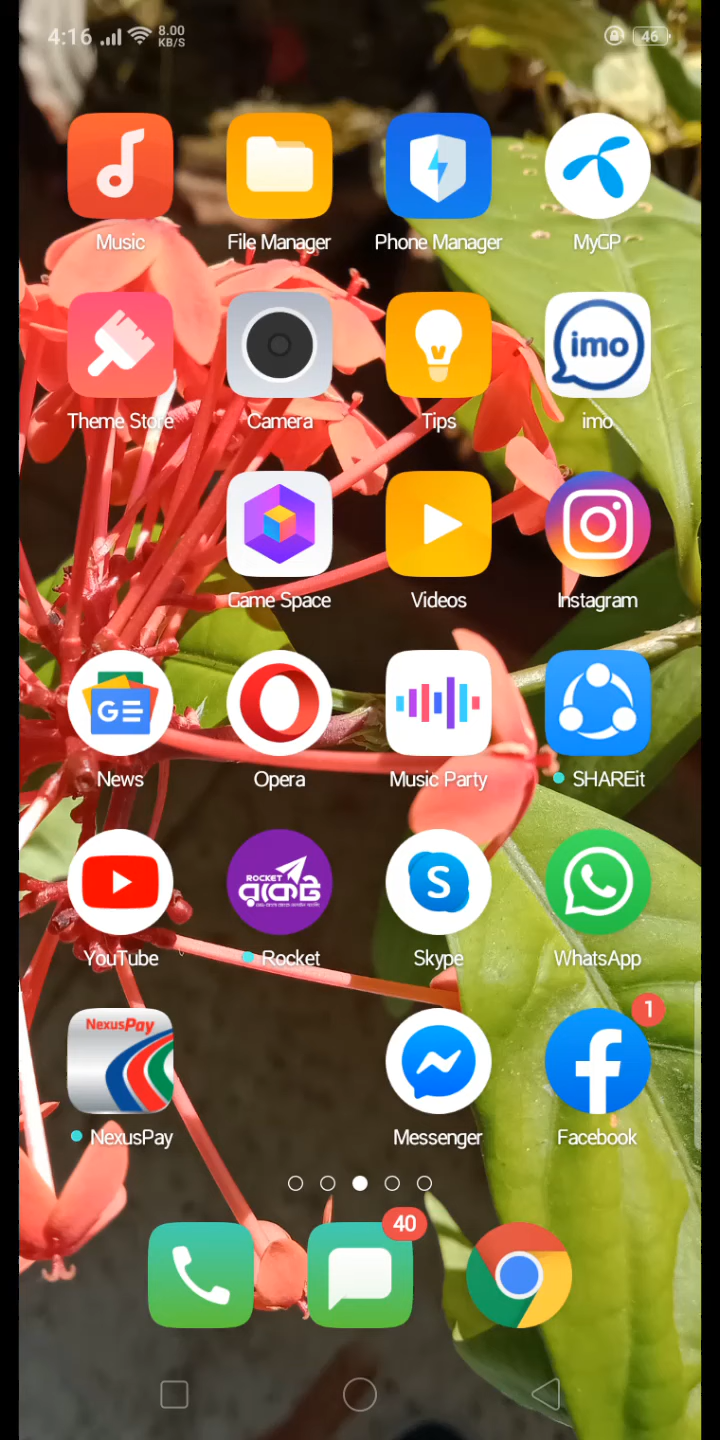 4:16 8.00 KB/S 46
Music File Manager Phone Manager MyGP
imo
Theme Store Camera Tips imo
Game Space Videos Instagram
GE
News Opera Music Party SHAREit
ROCKET
রকেট
S
YouTube Rocket Skype WhatsApp
NexusPay 1
NexusPay Messenger Facebook
40